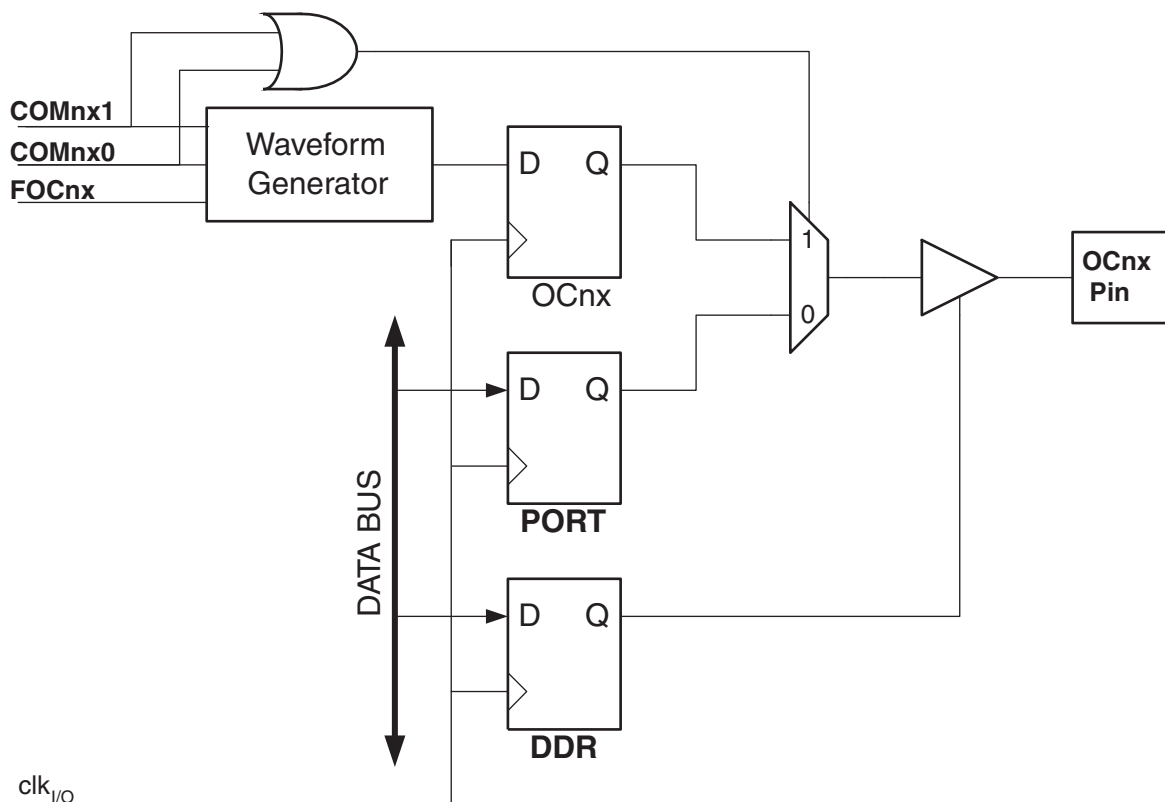 COMnx1
COMnx0
FOCnx
Waveform
Generator
D Q
OCnx
1
0
OCnx
Pin
D Q
PORT
DATA BUS
D Q
DDR
clkI/O